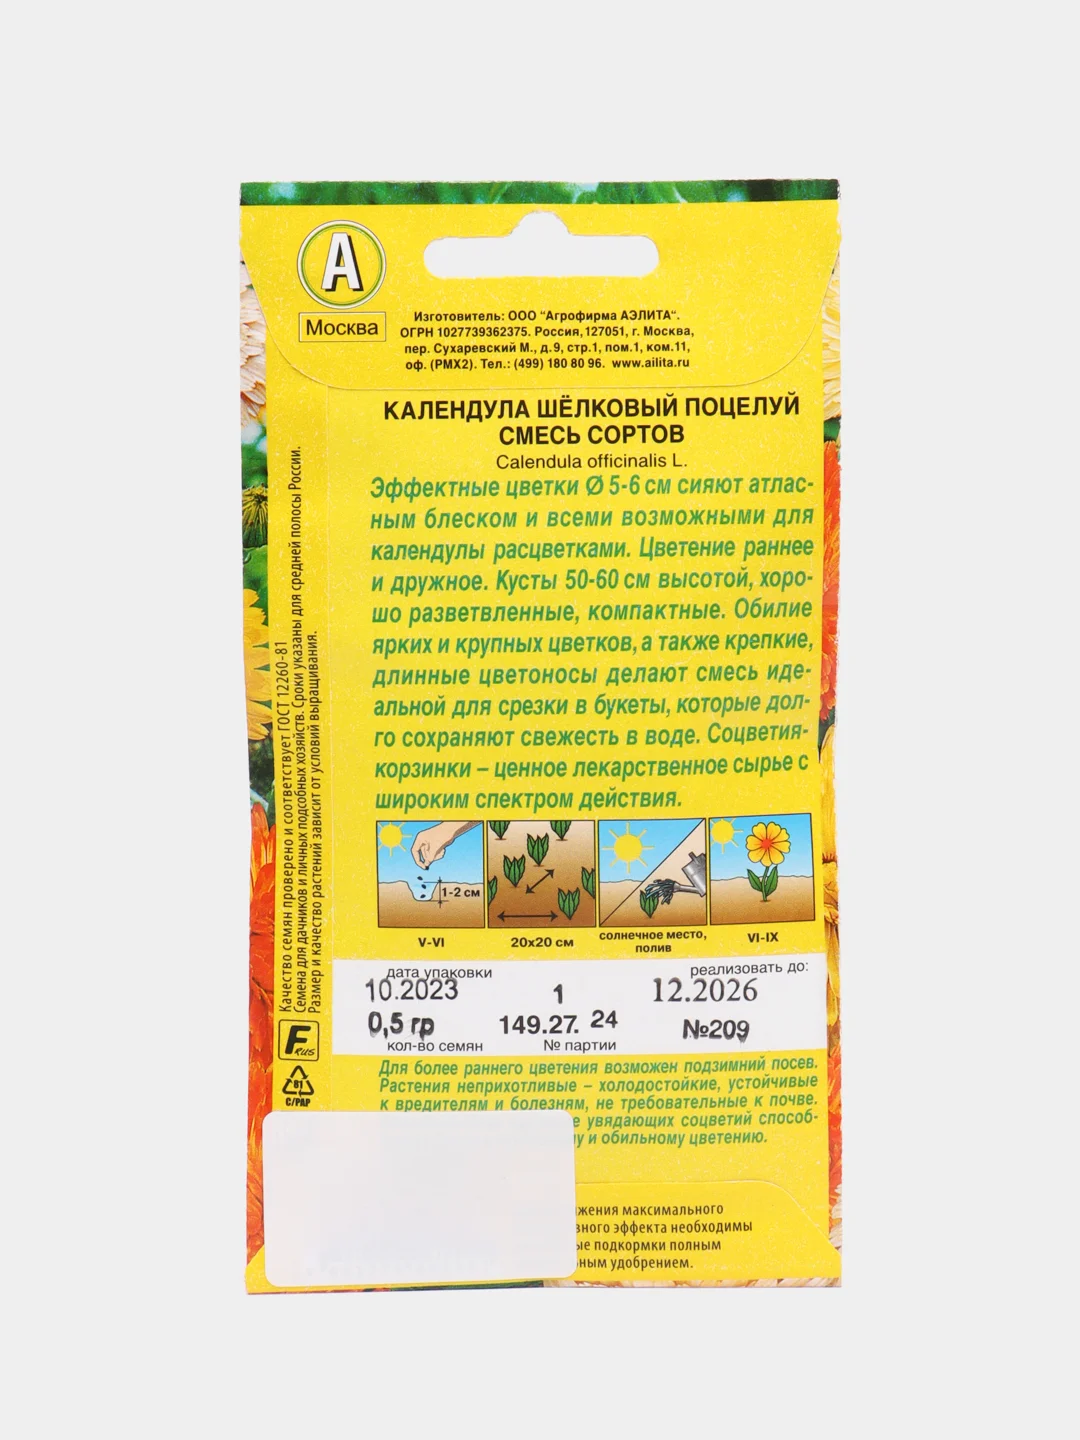 А
Москва
Изготовитель: ООО “Агрофирма АЭЛИТА”.
ОГРН 1027739362375. Россия, 127051, г. Москва,
пер. Сухаревский М., д.9, стр.1, пом.1, ком.11,
оф. (РМХ2). Тел.: (499) 180 80 96. www.ailita.ru
КАЛЕНДУЛА ШЁЛКОВЫЙ ПОЦЕЛУЙ
СМЕСЬ СОРТОВ
Calendula officinalis L.
Эффектные цветки Ø 5-6 см сияют атлас-
ным блеском и всеми возможными для
календулы расцветками. Цветение раннее
и дружное. Кусты 50-60 см высотой, хоро-
шо разветвленные, компактные. Обилие
ярких и крупных цветков, а также крепкие,
длинные цветоносы делают смесь иде-
альной для срезки в букеты, которые дол-
го сохраняют свежесть в воде. Соцветия-
корзинки – ценное лекарственное сырье с
широким спектром действия.
1-2 см
V-VI
20х20 см
солнечное место,
полив
VI-IX
Качество семян проверено и соответствует ГОСТ 12260-81
Семена для дачников и личных подсобных хозяйств. Сроки указаны для средней полосы России.
Размер и качество растений зависит от условий выращивания.
дата упаковки
реализовать до:
10.2023
1
12.2026
0,5 гр
149.27. 24
№209
кол-во семян
№ партии
F RUS
81
C/PAP
Для более раннего цветения возможен подзимний посев.
Растения неприхотливые – холодостойкие, устойчивые
к вредителям и болезням, не требовательные к почве.
увядающих соцветий способ-
и обильному цветению.
максимального
эффекта необходимы
подкормки полным
удобрением.